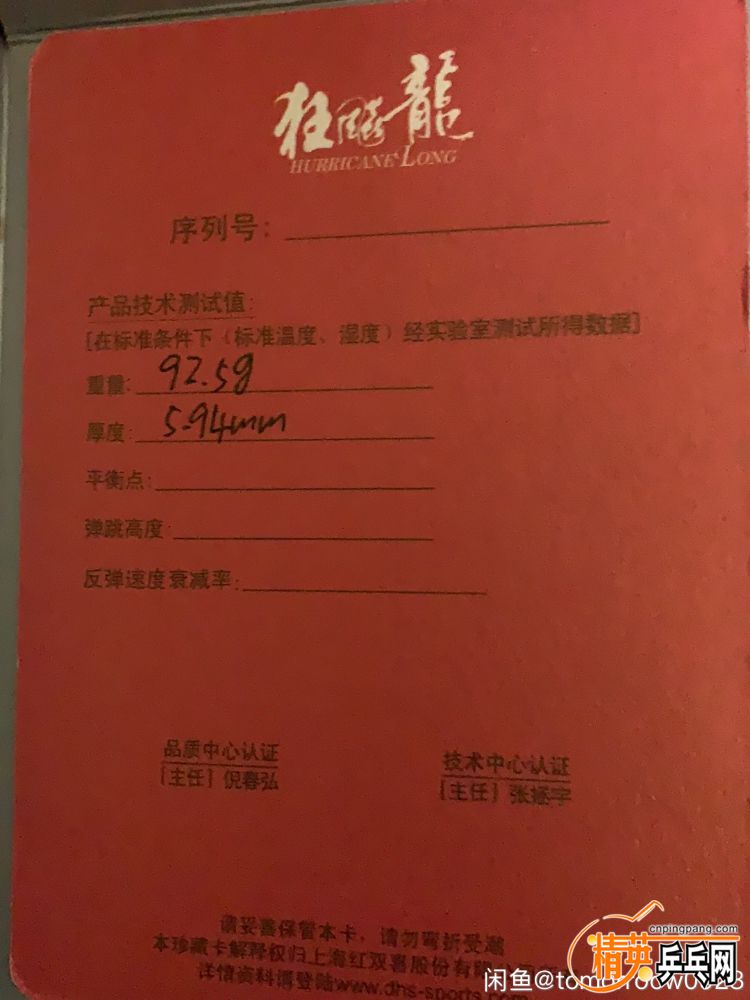 狂飚龍
HURRICANE·LONG
序列号：
产品技术测试值：
[在标准条件下（标准温度、湿度）经实验室测试所得数据]
重量：92.5g
厚度：5.94mm
平衡点：
弹跳高度：
反弹速度衰减率：
品质中心认证 技术中心认证
[主任] 倪春弘 [主任] 张
请妥善保管本卡，请勿弯折受潮
本珍藏卡解释权归上海红双喜股份有限
详情资料请登陆www.dhs-sports.com
cnpingpang.com
精英乒乓网
闲鱼@tomorrow